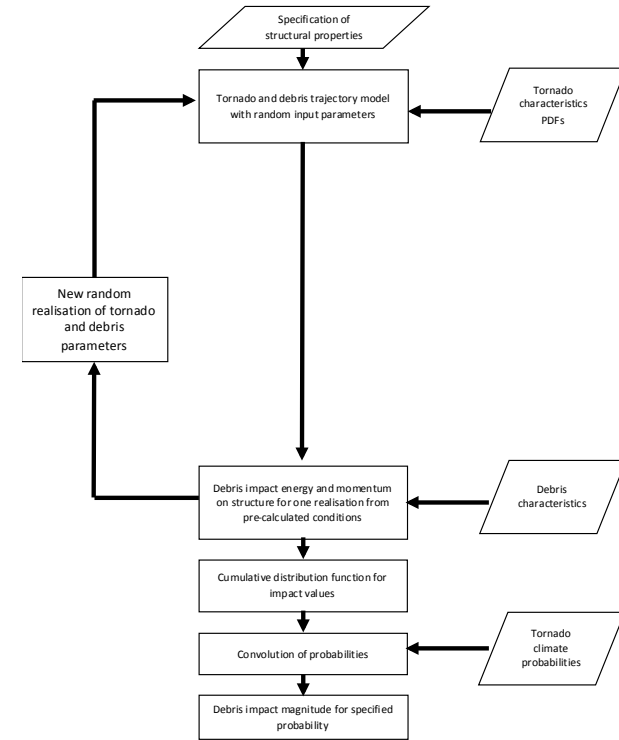 Specification of
structural properties
Tornado and debris trajectory model
with random input parameters
Tornado
characteristics
PDFs
New random
realisation of tornado
and debris
parameters
Debris impact energy and momentum
on structure for one realisation from
pre-calculated conditions
Debris
characteristics
Cumulative distribution function for
impact values
Convolution of probabilities
Tornado
climate
probabilities
Debris impact magnitude for specified
probability